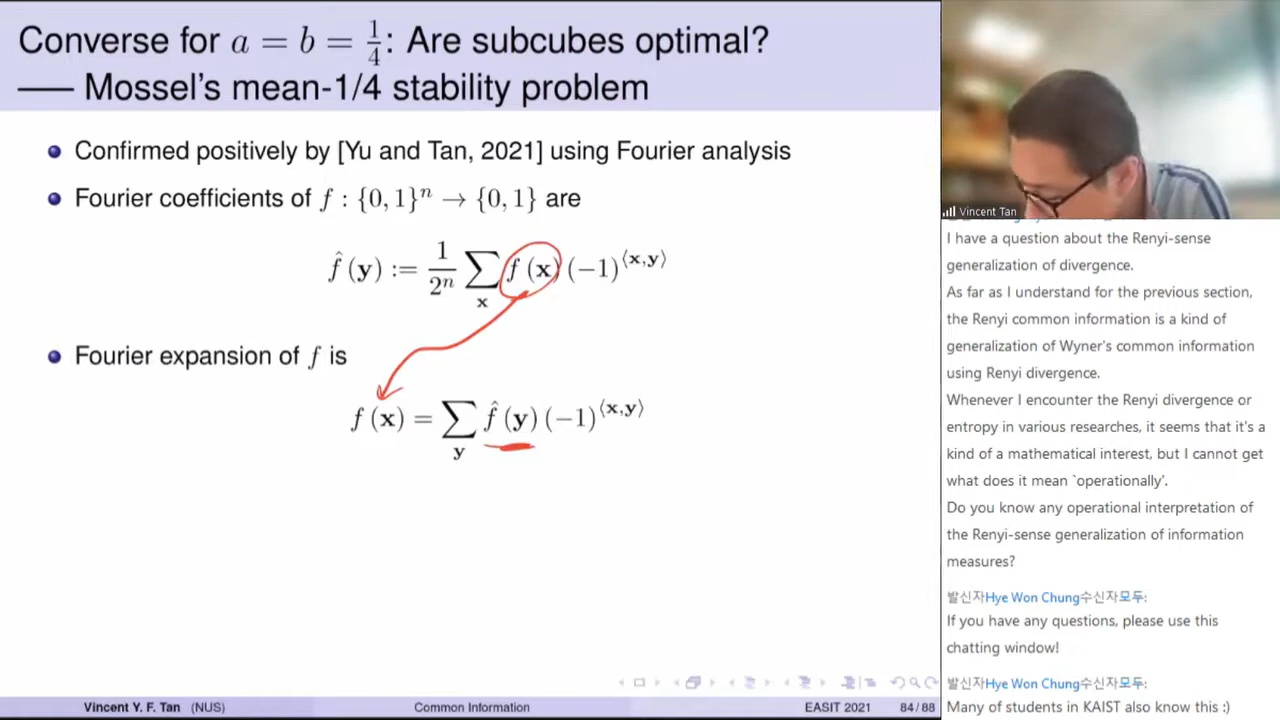 Converse for a = b = 1/4: Are subcubes optimal?
—— Mossel's mean-1/4 stability problem
Confirmed positively by [Yu and Tan, 2021] using Fourier analysis
Fourier coefficients of f : {0, 1}ⁿ → {0, 1} are
f̂ (y) := 1/2ⁿ ∑ₓ f (x) (−1)^⟨x,y⟩
Fourier expansion of f is
f (x) = ∑_y f̂ (y) (−1)^⟨x,y⟩
Vincent Y. F. Tan (NUS) Common Information EASIT 2021 84 / 88
Vincent Tan
I have a question about the Renyi-sense
generalization of divergence.
As far as I understand for the previous section,
the Renyi common information is a kind of
generalization of Wyner's common information
using Renyi divergence.
Whenever I encounter the Renyi divergence or
entropy in various researches, it seems that it's a
kind of a mathematical interest, but I cannot get
what does it mean `operationally'.
Do you know any operational interpretation of
the Renyi-sense generalization of information
measures?
발신자Hye Won Chung수신자모두:
If you have any questions, please use this
chatting window!
발신자Hye Won Chung수신자모두:
Many of students in KAIST also know this :)